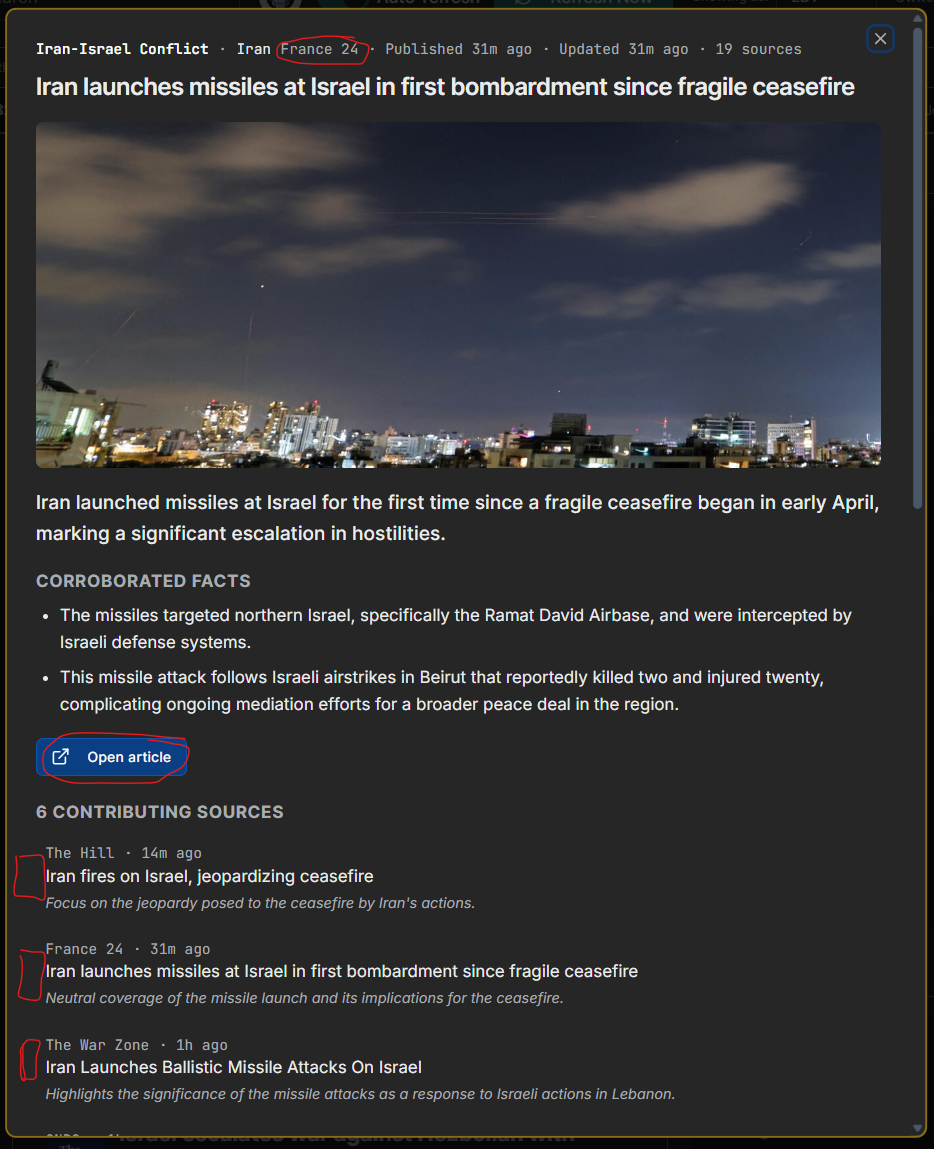 Auto-refresh
Refresh Now
Iran-Israel Conflict · Iran France 24 · Published 31m ago · Updated 31m ago · 19 sources
Iran launches missiles at Israel in first bombardment since fragile ceasefire
Iran launched missiles at Israel for the first time since a fragile ceasefire began in early April,
marking a significant escalation in hostilities.
CORROBORATED FACTS
• The missiles targeted northern Israel, specifically the Ramat David Airbase, and were intercepted by
Israeli defense systems.
• This missile attack follows Israeli airstrikes in Beirut that reportedly killed two and injured twenty,
complicating ongoing mediation efforts for a broader peace deal in the region.
Open article
6 CONTRIBUTING SOURCES
The Hill · 14m ago
Iran fires on Israel, jeopardizing ceasefire
Focus on the jeopardy posed to the ceasefire by Iran's actions.
France 24 · 31m ago
Iran launches missiles at Israel in first bombardment since fragile ceasefire
Neutral coverage of the missile launch and its implications for the ceasefire.
The War Zone · 1h ago
Iran Launches Ballistic Missile Attacks On Israel
Highlights the significance of the missile attacks as a response to Israeli actions in Lebanon.